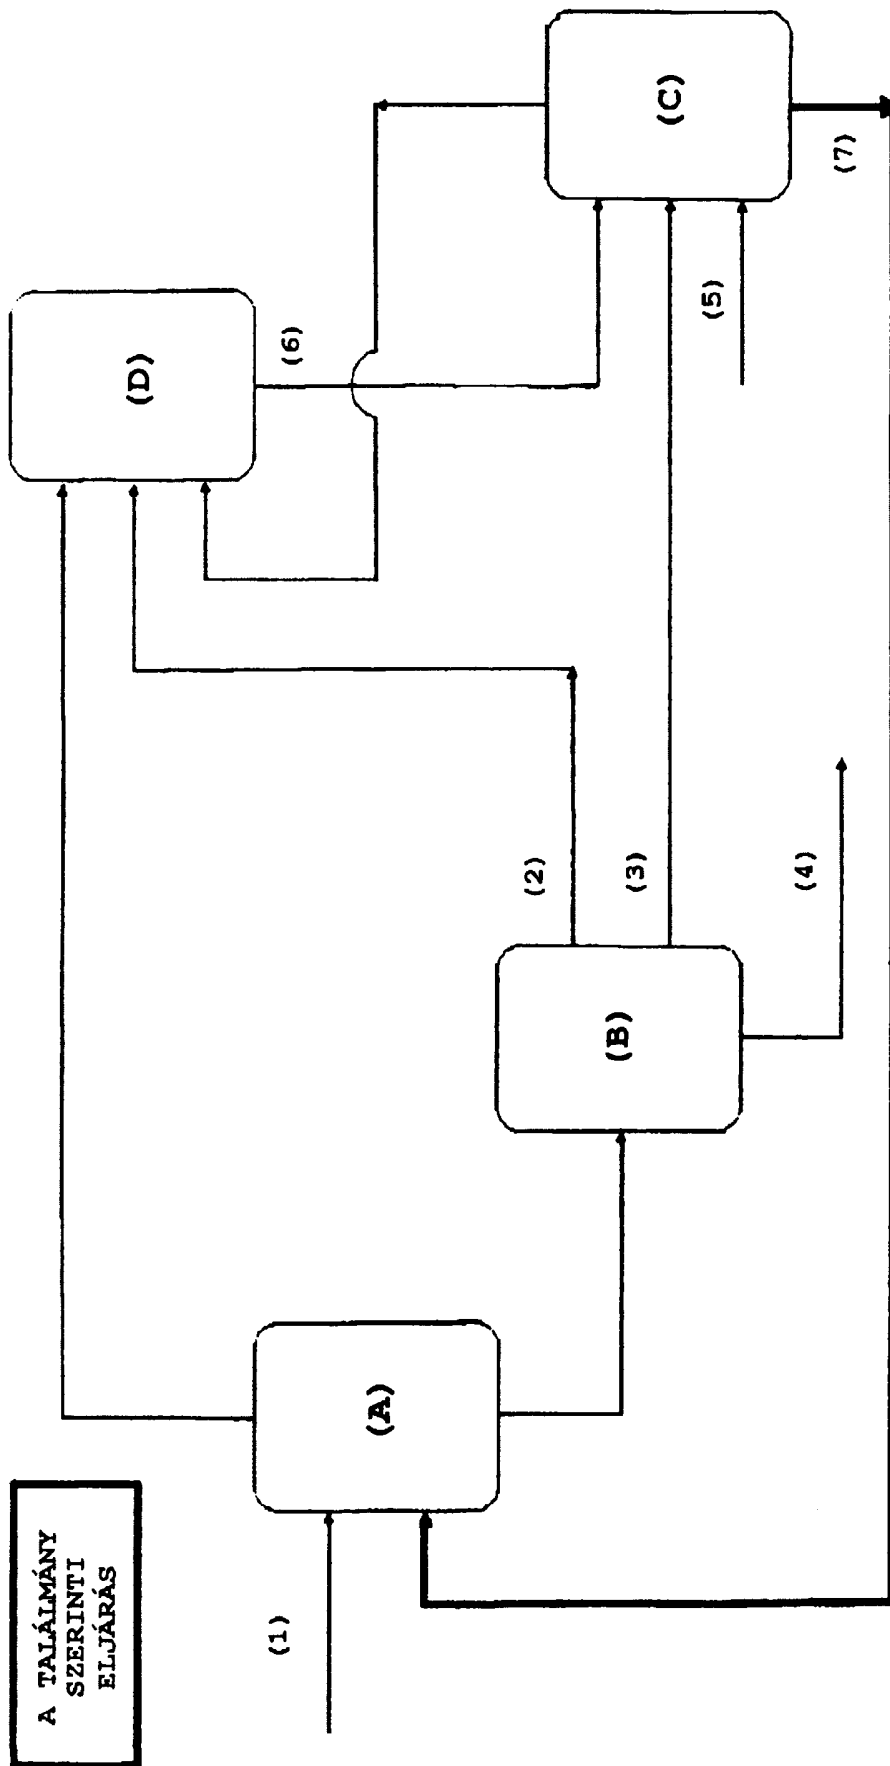 A TALÁLMÁNY
SZERINTI
ELJÁRÁS
(1)
(A)
(B)
(2)
(3)
(4)
(D)
(6)
(5)
(C)
(7)